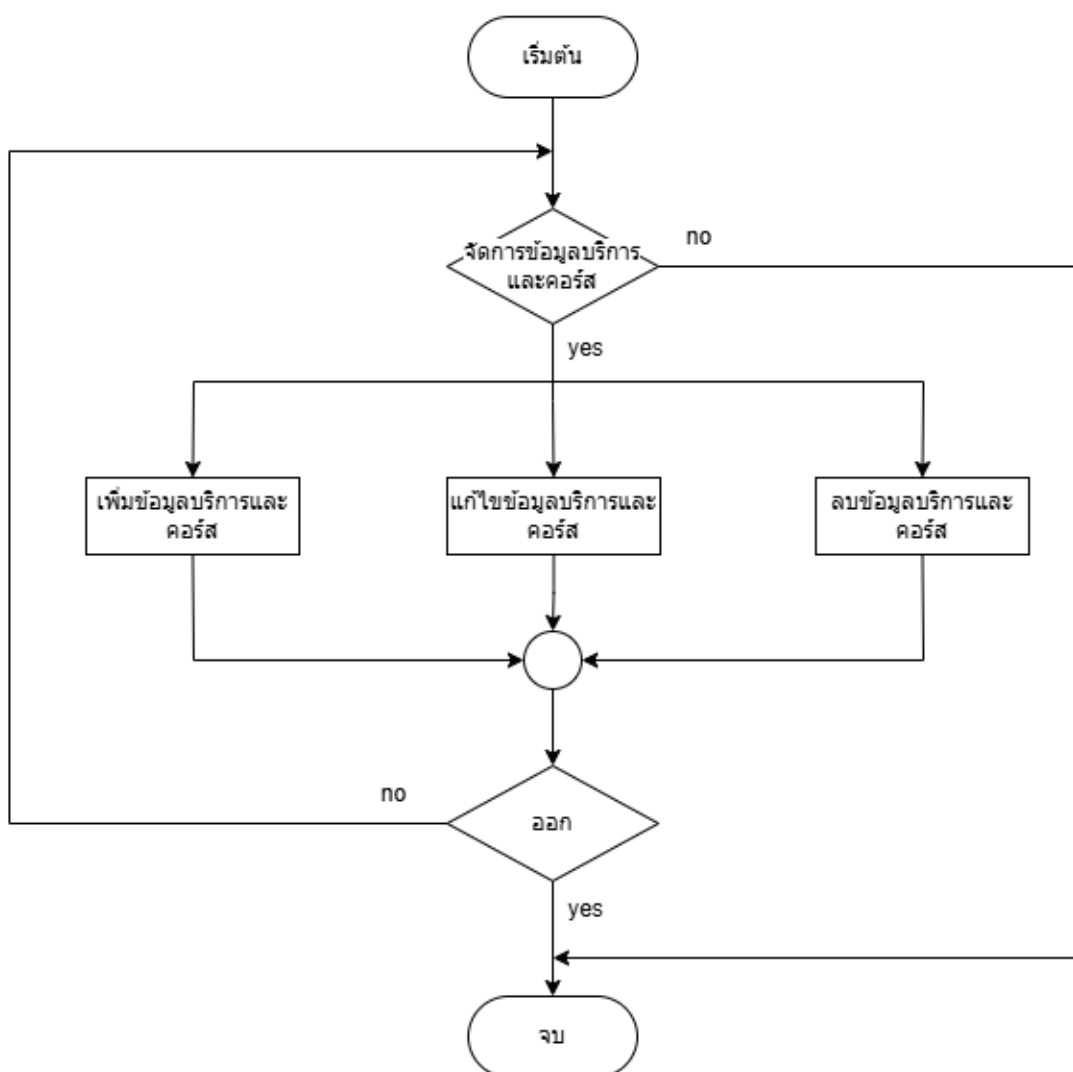 เริ่มต้น
จัดการข้อมูลบริการ
และคอร์ส
no
yes
เพิ่มข้อมูลบริการและ
คอร์ส
แก้ไขข้อมูลบริการและ
คอร์ส
ลบข้อมูลบริการและ
คอร์ส
no
ออก
yes
จบ